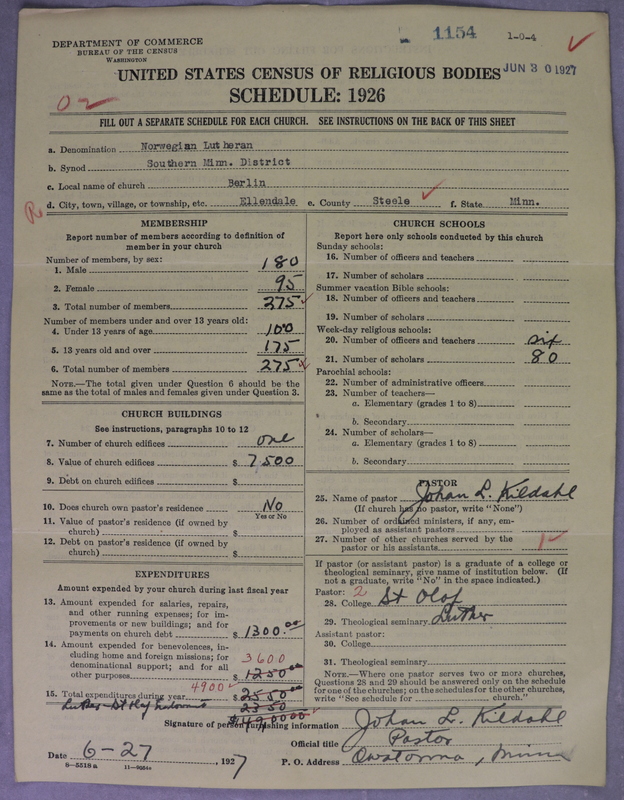 DEPARTMENT OF COMMERCE
BUREAU OF THE CENSUS
WASHINGTON
1154
1-0-4
UNITED STATES CENSUS OF RELIGIOUS BODIES
JUN 30 1927
SCHEDULE: 1926
FILL OUT A SEPARATE SCHEDULE FOR EACH CHURCH. SEE INSTRUCTIONS ON THE BACK OF THIS SHEET
a. Denomination Norwegian Lutheran
b. Synod Southern Minn. District
c. Local name of church Berlin
d. City, town, village, or township, etc. Ellendale e. County Steele f. State Minn.
MEMBERSHIP
Report number of members according to definition of
member in your church
Number of members, by sex:
1. Male 180
2. Female 95
3. Total number of members 275
Number of members under and over 13 years old:
4. Under 13 years of age 100
5. 13 years old and over 175
6. Total number of members 275
NOTE.—The total given under Question 6 should be the
same as the total of males and females given under Question 3.
CHURCH BUILDINGS
See instructions, paragraphs 10 to 12
7. Number of church edifices one
8. Value of church edifices $ 7500
9. Debt on church edifices $
10. Does church own pastor's residence No
Yes or No
11. Value of pastor's residence (if owned by
church) $
12. Debt on pastor's residence (if owned by
church) $
EXPENDITURES
Amount expended by your church during last fiscal year
13. Amount expended for salaries, repairs,
and other running expenses; for im-
provements or new buildings; and for
payments on church debt $ 1300.00
14. Amount expended for benevolences, in-
cluding home and foreign missions; for
denominational support; and for all
other purposes 3600
$ 1250 00
15. Total expenditures during year 4900 $ 2550.00
2350
CHURCH SCHOOLS
Report here only schools conducted by this church
Sunday schools:
16. Number of officers and teachers
17. Number of scholars
Summer vacation Bible schools:
18. Number of officers and teachers
19. Number of scholars
Week-day religious schools:
20. Number of officers and teachers six
21. Number of scholars 80
Parochial schools:
22. Number of administrative officers
23. Number of teachers—
a. Elementary (grades 1 to 8)
b. Secondary
24. Number of scholars—
a. Elementary (grades 1 to 8)
b. Secondary
PASTOR
25. Name of pastor Johan L. Kildahl
(If church has no pastor, write "None")
26. Number of ordained ministers, if any, em-
ployed as assistant pastors
27. Number of other churches served by the
pastor or his assistants
If pastor (or assistant pastor) is a graduate of a college or
theological seminary, give name of institution below. (If
not a graduate, write "No" in the space indicated.)
Pastor: 2
28. College St Olaf
29. Theological seminary Luther
Assistant pastor:
30. College
31. Theological seminary
NOTE.—Where one pastor serves two or more churches,
Questions 28 and 29 should be answered only on the schedule
for one of the churches; on the schedules for the other churches,
write "See schedule for church."
Signature of person furnishing information Johan L. Kildahl
Official title Pastor
Date 6-27 1927 P. O. Address Owatonna, Minn
8-5518a 11-9954